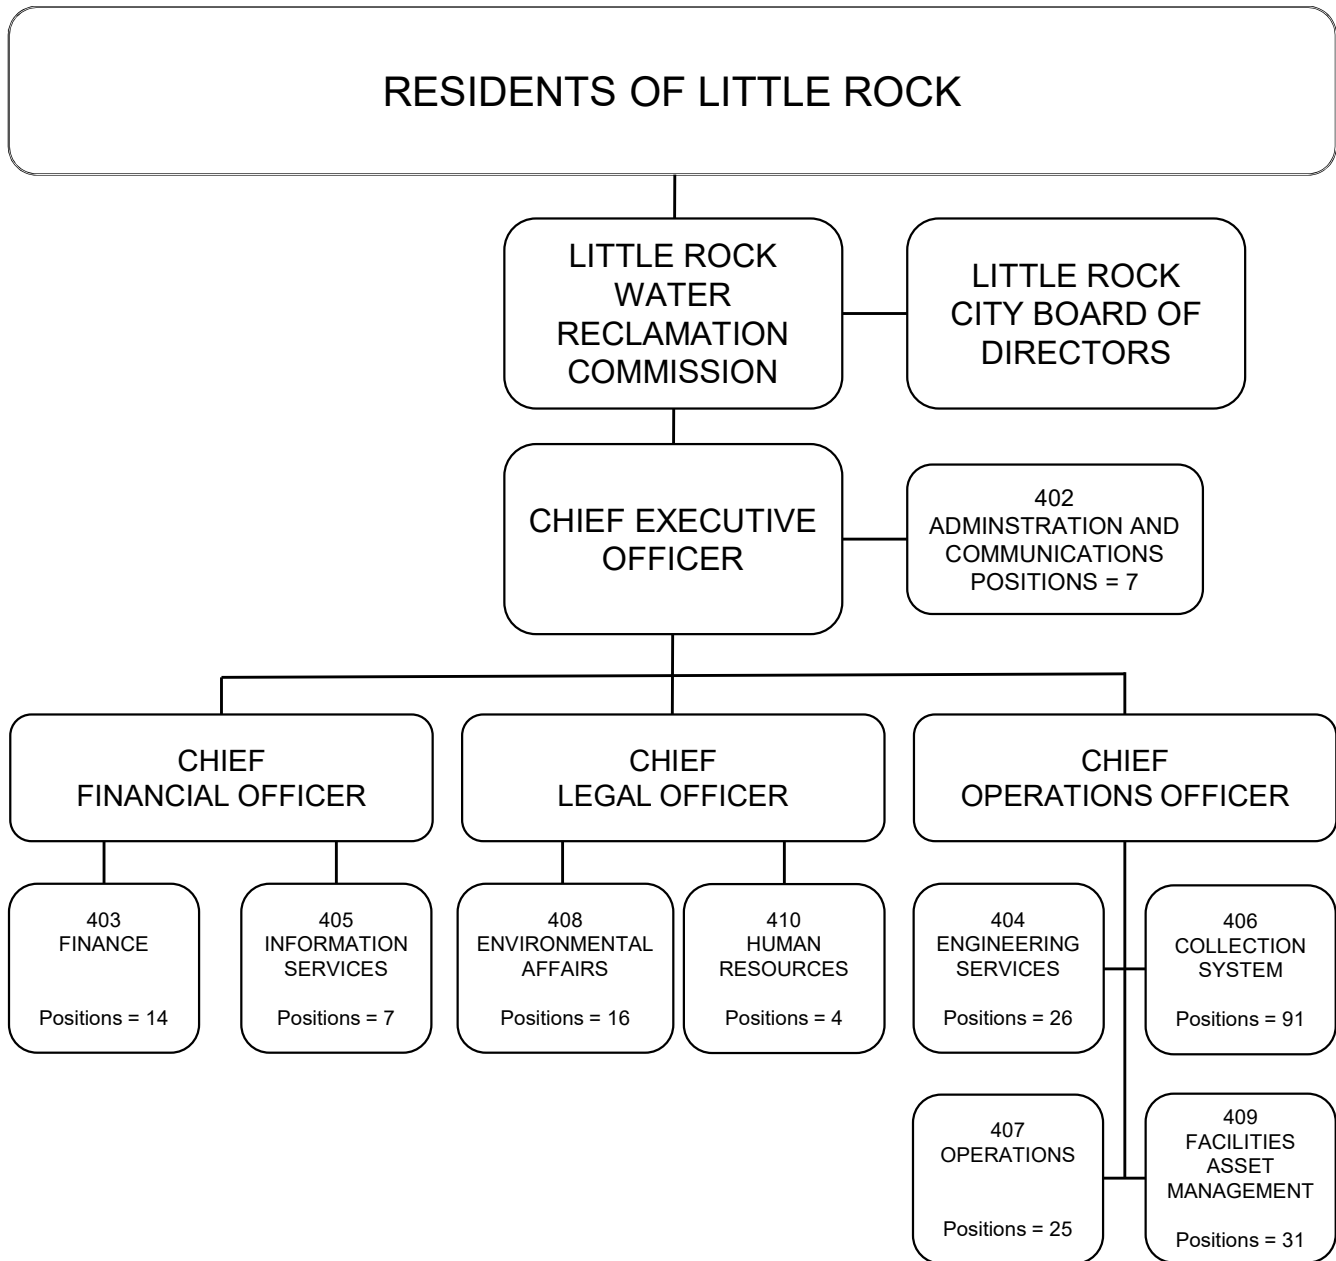 RESIDENTS OF LITTLE ROCK
LITTLE ROCK
WATER
RECLAMATION
COMMISSION
LITTLE ROCK
CITY BOARD OF
DIRECTORS
CHIEF EXECUTIVE
OFFICER
402
ADMINSTRATION AND
COMMUNICATIONS
POSITIONS = 7
CHIEF
FINANCIAL OFFICER
CHIEF
LEGAL OFFICER
CHIEF
OPERATIONS OFFICER
403
FINANCE
Positions = 14
405
INFORMATION
SERVICES
Positions = 7
408
ENVIRONMENTAL
AFFAIRS
Positions = 16
410
HUMAN
RESOURCES
Positions = 4
404
ENGINEERING
SERVICES
Positions = 26
406
COLLECTION
SYSTEM
Positions = 91
407
OPERATIONS
Positions = 25
409
FACILITIES
ASSET
MANAGEMENT
Positions = 31